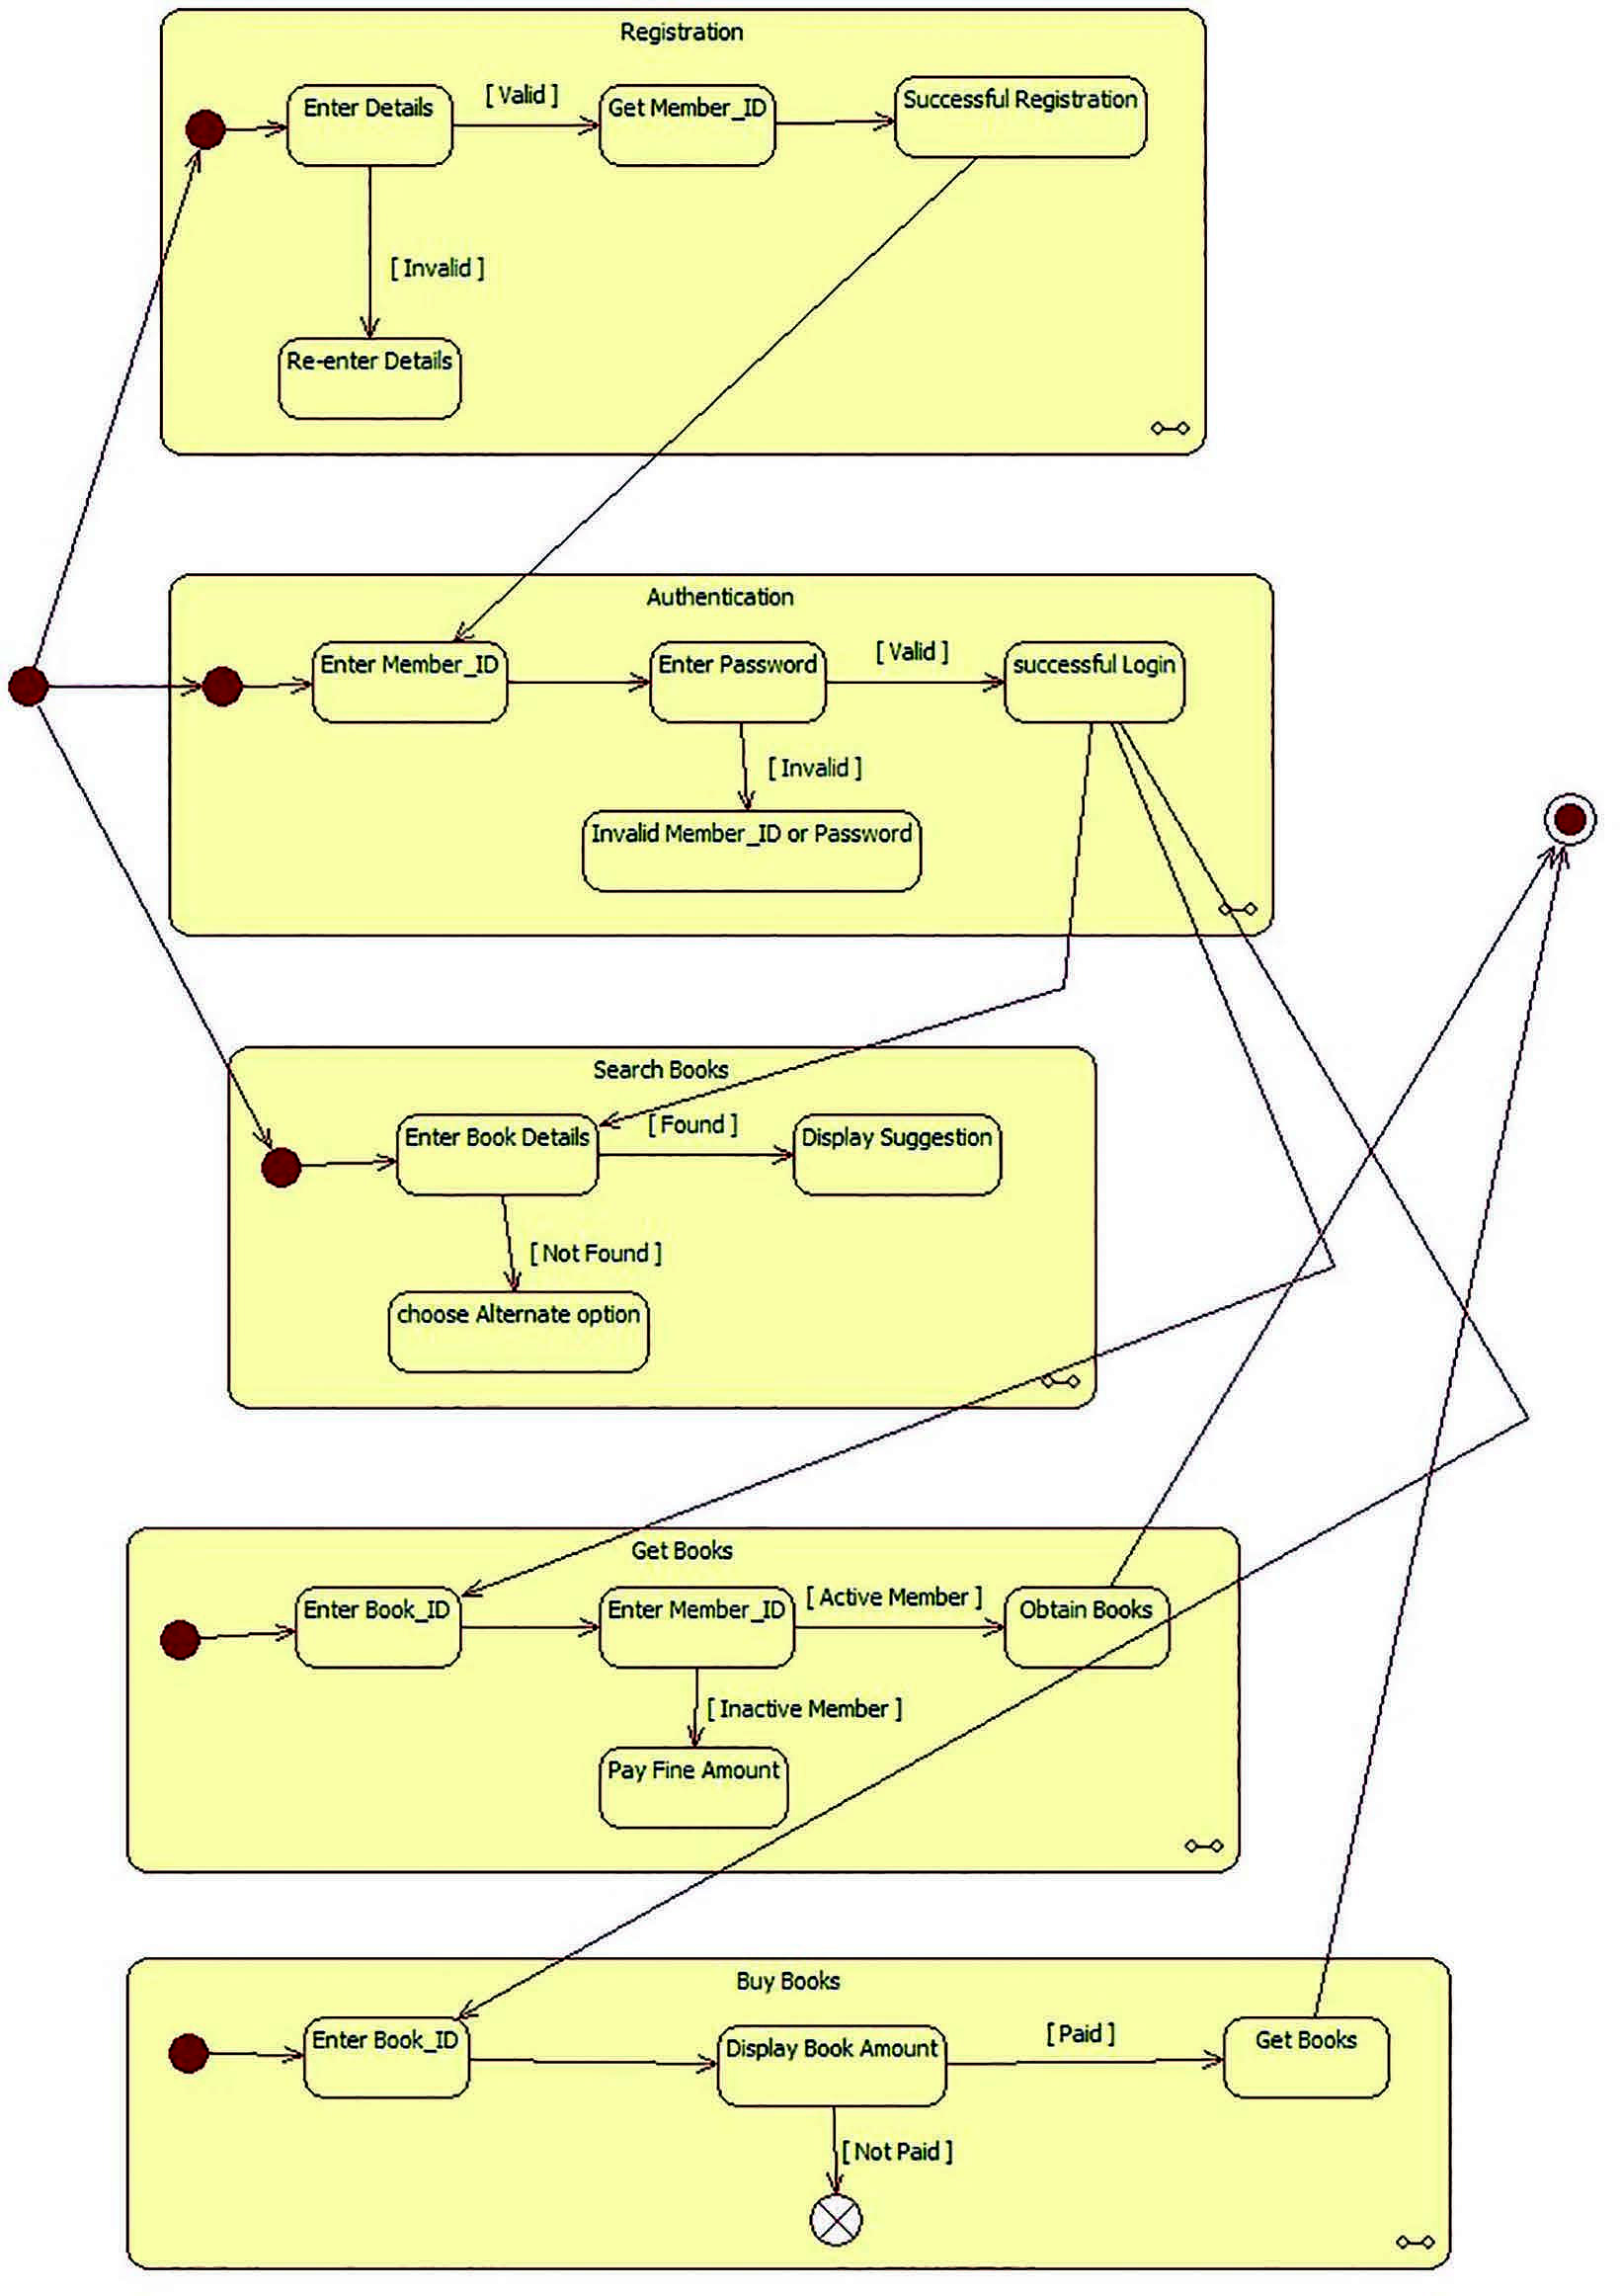 Registration
Enter Details
[ Valid ]
Get Member_ID
Successful Registration
[ Invalid ]
Re-enter Details
Authentication
Enter Member_ID
Enter Password
[ Valid ]
successful Login
[ Invalid ]
Invalid Member_ID or Password
Search Books
Enter Book Details
[ Found ]
Display Suggestion
[ Not Found ]
choose Alternate option
Get Books
Enter Book_ID
Enter Member_ID
[ Active Member ]
Obtain Books
[ Inactive Member ]
Pay Fine Amount
Buy Books
Enter Book_ID
Display Book Amount
[ Paid ]
Get Books
[ Not Paid ]